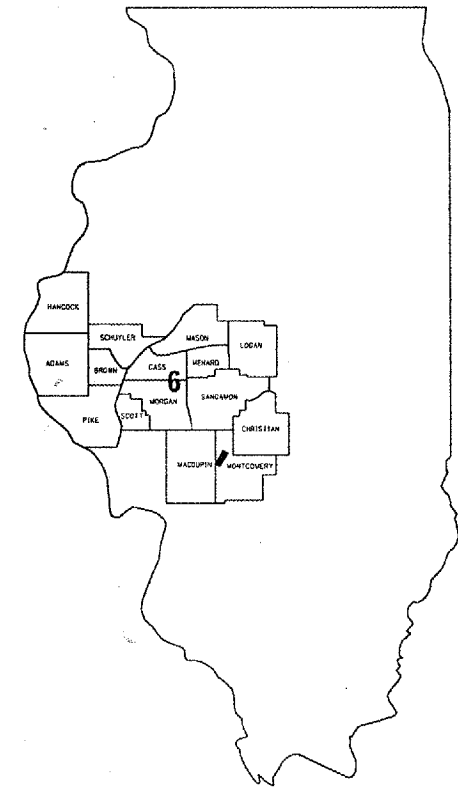 HANCOCK
SCHUYLER
MASON
LOGAN
ADAMS
BROWN
CASS
MENARD
6
MORGAN
SANGAMON
PIKE
SCOTT
CHRISTIAN
MACOUPIN
MONTGOMERY